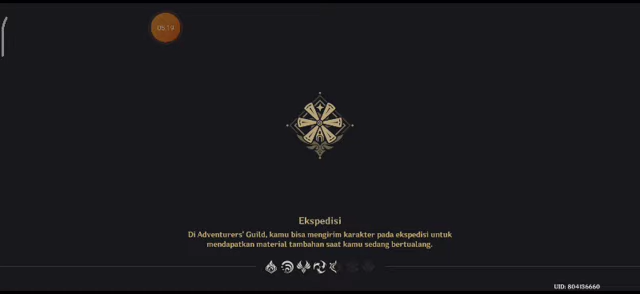 05:19
Ekspedisi
Di Adventurers' Guild, kamu bisa mengirim karakter pada ekspedisi untuk
mendapatkan material tambahan saat kamu sedang bertualang.
UID: 804136660